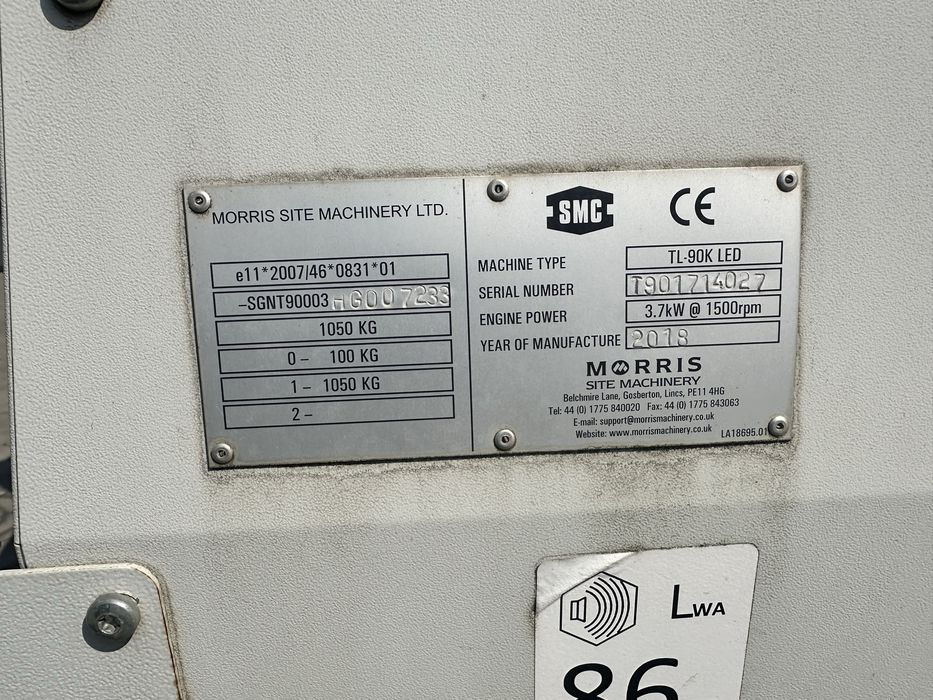 MORRIS SITE MACHINERY LTD.
e11*2007/46*0831*01
-SGNT90003HG007233
1050 KG
0 - 100 KG
1 - 1050 KG
2 -
SMC CE
MACHINE TYPE TL-90K LED
SERIAL NUMBER T901714027
ENGINE POWER 3.7kW @ 1500rpm
YEAR OF MANUFACTURE 2018
MORRIS
SITE MACHINERY
Belchmire Lane, Gosberton, Lincs, PE11 4HG
Tel: 44 (0) 1775 840020 Fax: 44 (0) 1775 843063
E-mail: support@morrismachinery.co.uk
Website: www.morrismachinery.co.uk
LA18695.01
LWA
86